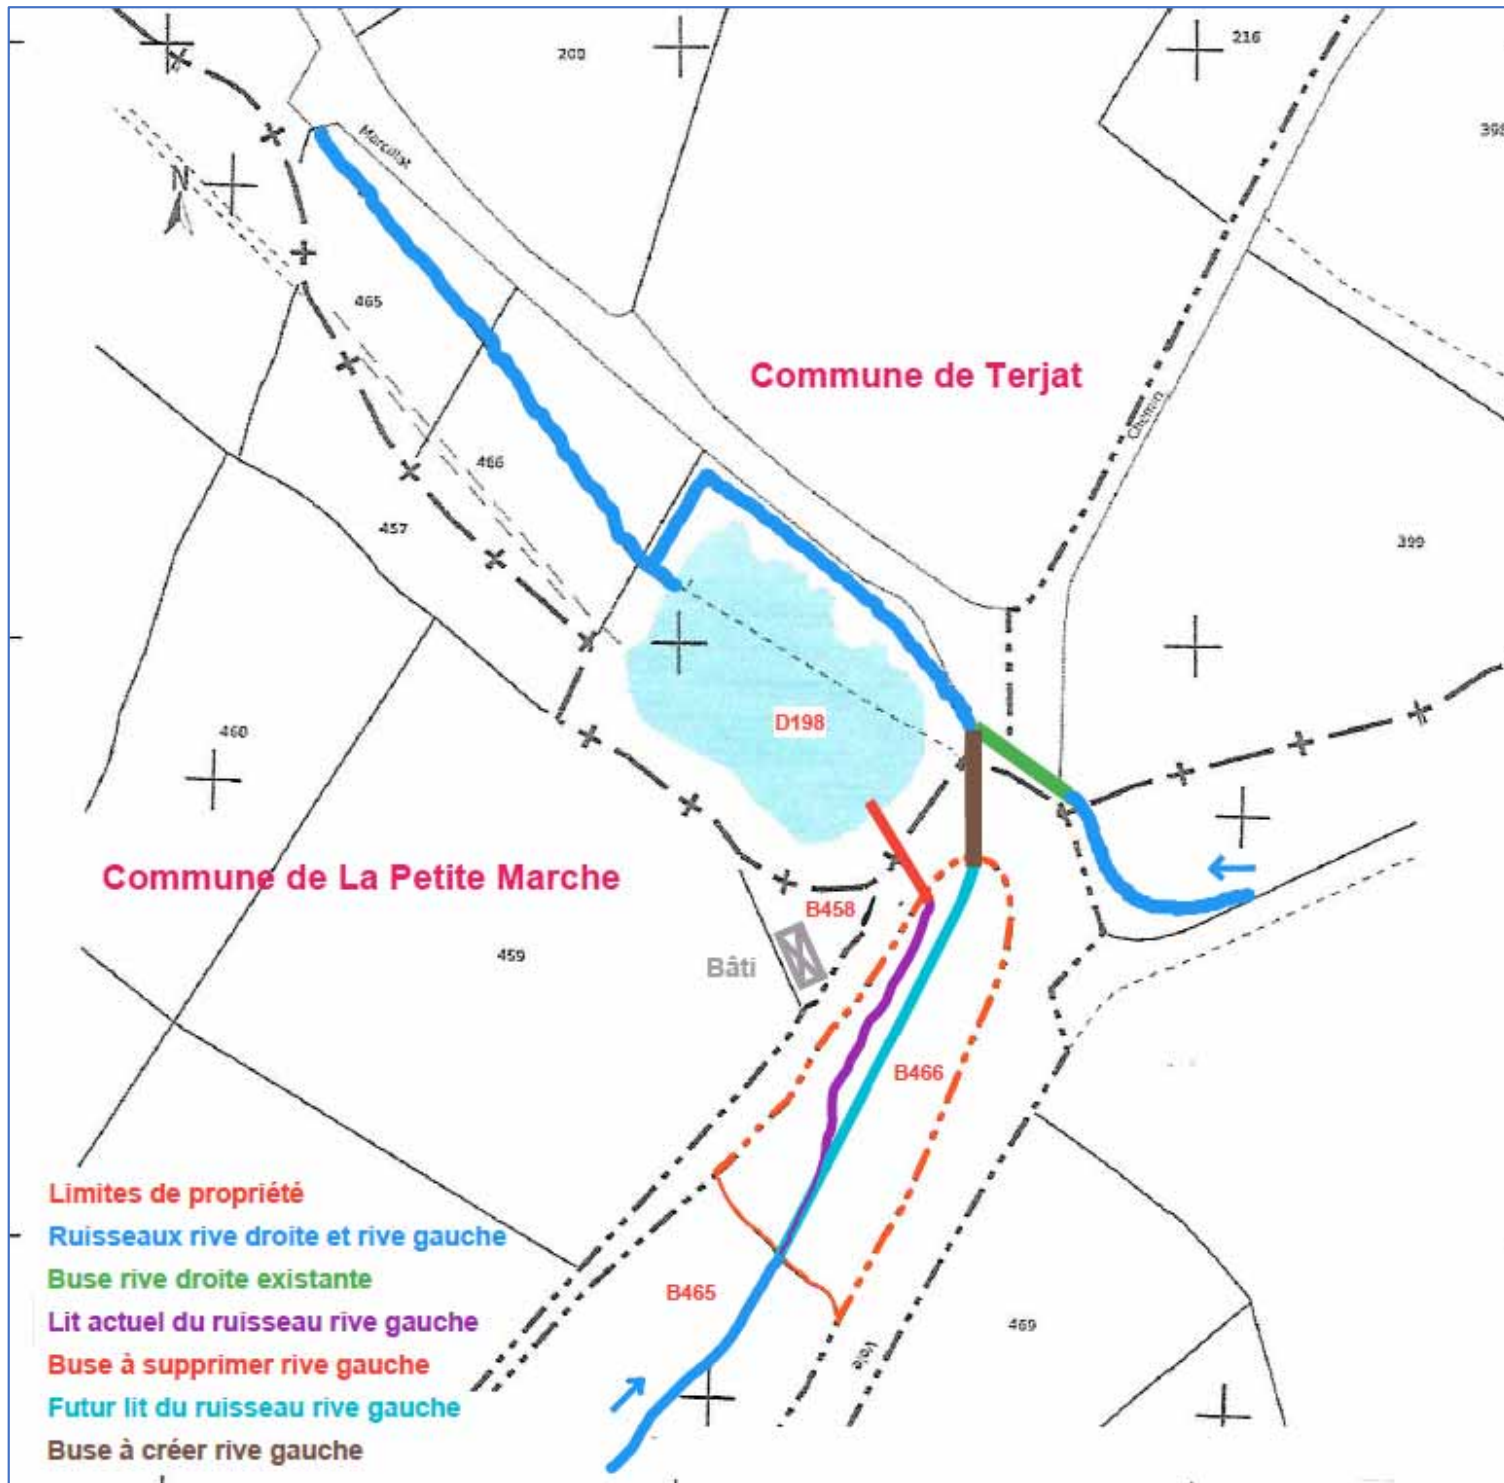 200
216
398
Marcillat
N
465
Commune de Terjat
Chemin
466
457
399
D198
460
Commune de La Petite Marche
B458
459
Bâti
B466
Limites de propriété
Ruisseaux rive droite et rive gauche
Buse rive droite existante
B465
Lit actuel du ruisseau rive gauche
469
Voie
Buse à supprimer rive gauche
Futur lit du ruisseau rive gauche
Buse à créer rive gauche